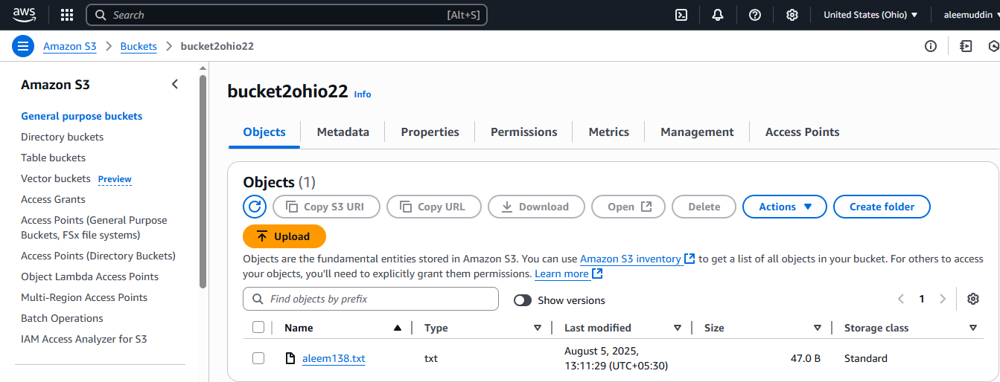 aws
Search [Alt+S] United States (Ohio) aleemuddin
Amazon S3 Buckets bucket2ohio22
Amazon S3
General purpose buckets
Directory buckets
Table buckets
Vector buckets Preview
Access Grants
Access Points (General Purpose
Buckets, FSx file systems)
Access Points (Directory Buckets)
Object Lambda Access Points
Multi-Region Access Points
Batch Operations
IAM Access Analyzer for S3
bucket2ohio22 Info
Objects Metadata Properties Permissions Metrics Management Access Points
Objects (1)
Copy S3 URI Copy URL Download Open Delete Actions Create folder
Upload
Objects are the fundamental entities stored in Amazon S3. You can use Amazon S3 inventory to get a list of all objects in your bucket. For others to access
your objects, you'll need to explicitly grant them permissions. Learn more
Find objects by prefix Show versions 1
Name Type Last modified Size Storage class
aleem138.txt txt August 5, 2025, 47.0 B Standard
13:11:29 (UTC+05:30)